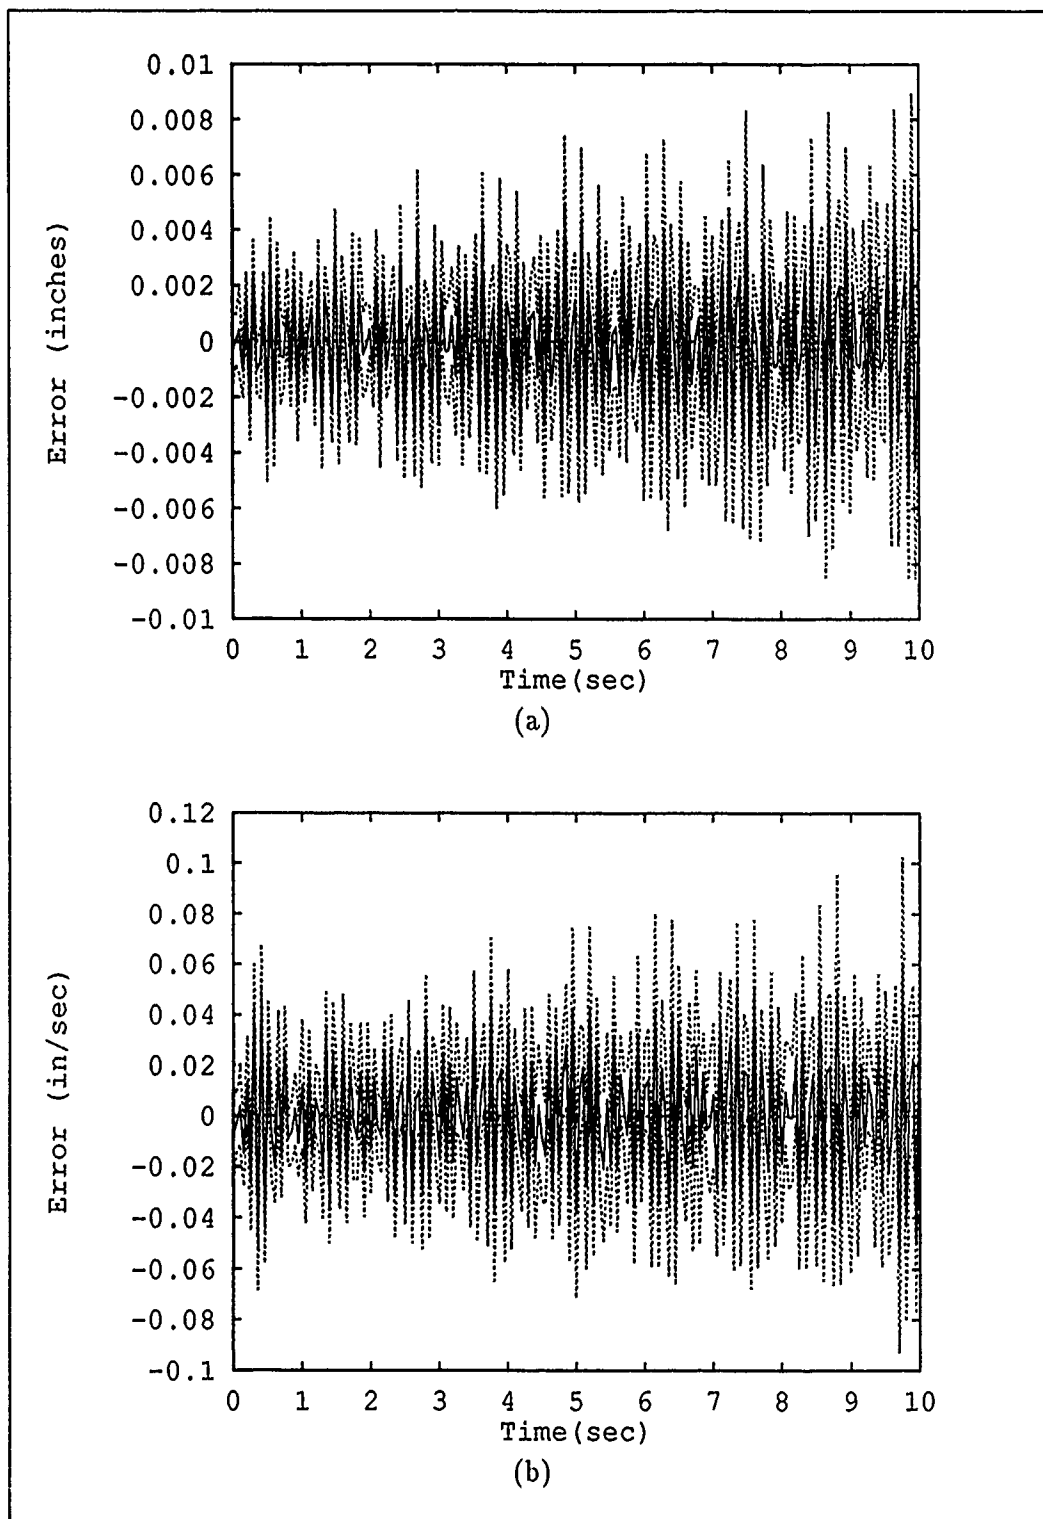 0.01
0.008
0.006
0.004
0.002
0
-0.002
-0.004
-0.006
-0.008
-0.01
Error (inches)
0 1 2 3 4 5 6 7 8 9 10
Time(sec)
(a)
0.12
0.1
0.08
0.06
0.04
0.02
0
-0.02
-0.04
-0.06
-0.08
-0.1
Error (in/sec)
0 1 2 3 4 5 6 7 8 9 10
Time(sec)
(b)